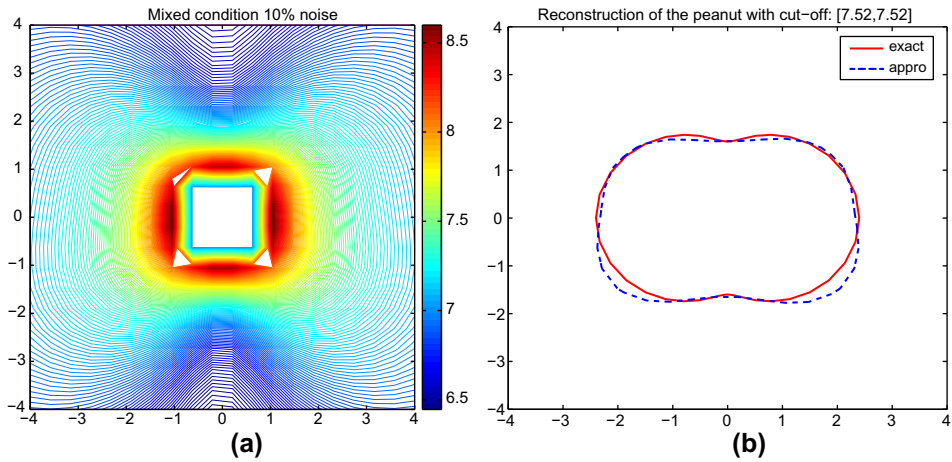 Mixed condition 10% noise
4
3
2
1
0
−1
−2
−3
−4
−4 −3 −2 −1 0 1 2 3 4
8.5
8
7.5
7
6.5
(a)
Reconstruction of the peanut with cut−off: [7.52,7.52]
exact
appro
4
3
2
1
0
−1
−2
−3
−4
−4 −3 −2 −1 0 1 2 3 4
(b)